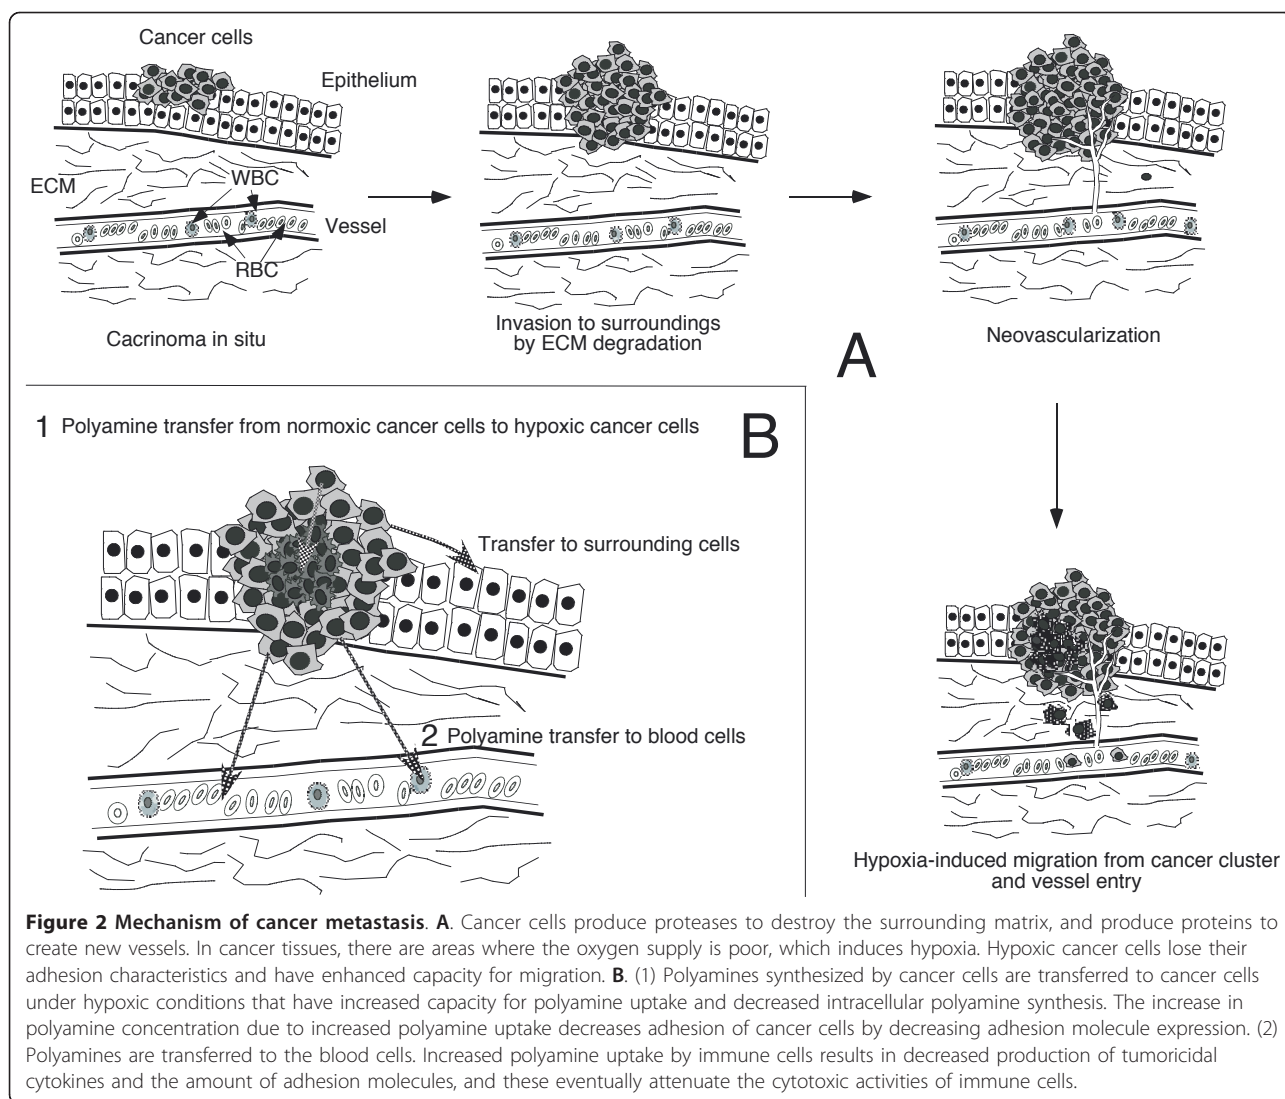 Cancer cells
Epithelium
ECM
WBC
Vessel
RBC
Cacrinoma in situ
Invasion to surroundings
by ECM degradation
Neovascularization
A
B
1 Polyamine transfer from normoxic cancer cells to hypoxic cancer cells
Transfer to surrounding cells
2 Polyamine transfer to blood cells
Hypoxia-induced migration from cancer cluster
and vessel entry
Figure 2 Mechanism of cancer metastasis. A. Cancer cells produce proteases to destroy the surrounding matrix, and produce proteins to
create new vessels. In cancer tissues, there are areas where the oxygen supply is poor, which induces hypoxia. Hypoxic cancer cells lose their
adhesion characteristics and have enhanced capacity for migration. B. (1) Polyamines synthesized by cancer cells are transferred to cancer cells
under hypoxic conditions that have increased capacity for polyamine uptake and decreased intracellular polyamine synthesis. The increase in
polyamine concentration due to increased polyamine uptake decreases adhesion of cancer cells by decreasing adhesion molecule expression. (2)
Polyamines are transferred to the blood cells. Increased polyamine uptake by immune cells results in decreased production of tumoricidal
cytokines and the amount of adhesion molecules, and these eventually attenuate the cytotoxic activities of immune cells.